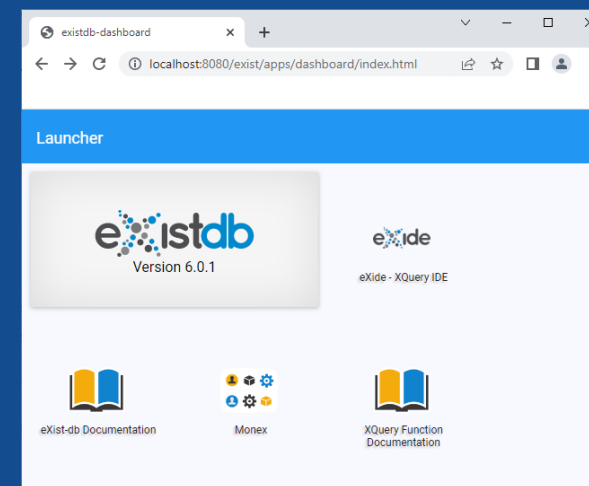 existdb-dashboard
localhost:8080/exist/apps/dashboard/index.html
Launcher
eXistdb
Version 6.0.1
eXide
eXide - XQuery IDE
eXist-db Documentation
Monex
XQuery Function
Documentation